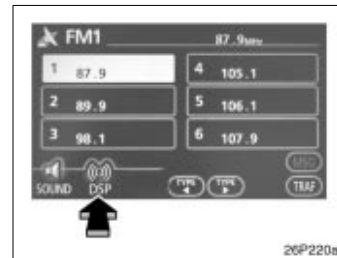 FM1 87.9MHz
1 87.9
4 105.1
2 89.9
5 106.1
3 98.1
6 107.9
MSG
SOUND DSP TYPE TYPE TRAF
26P220a